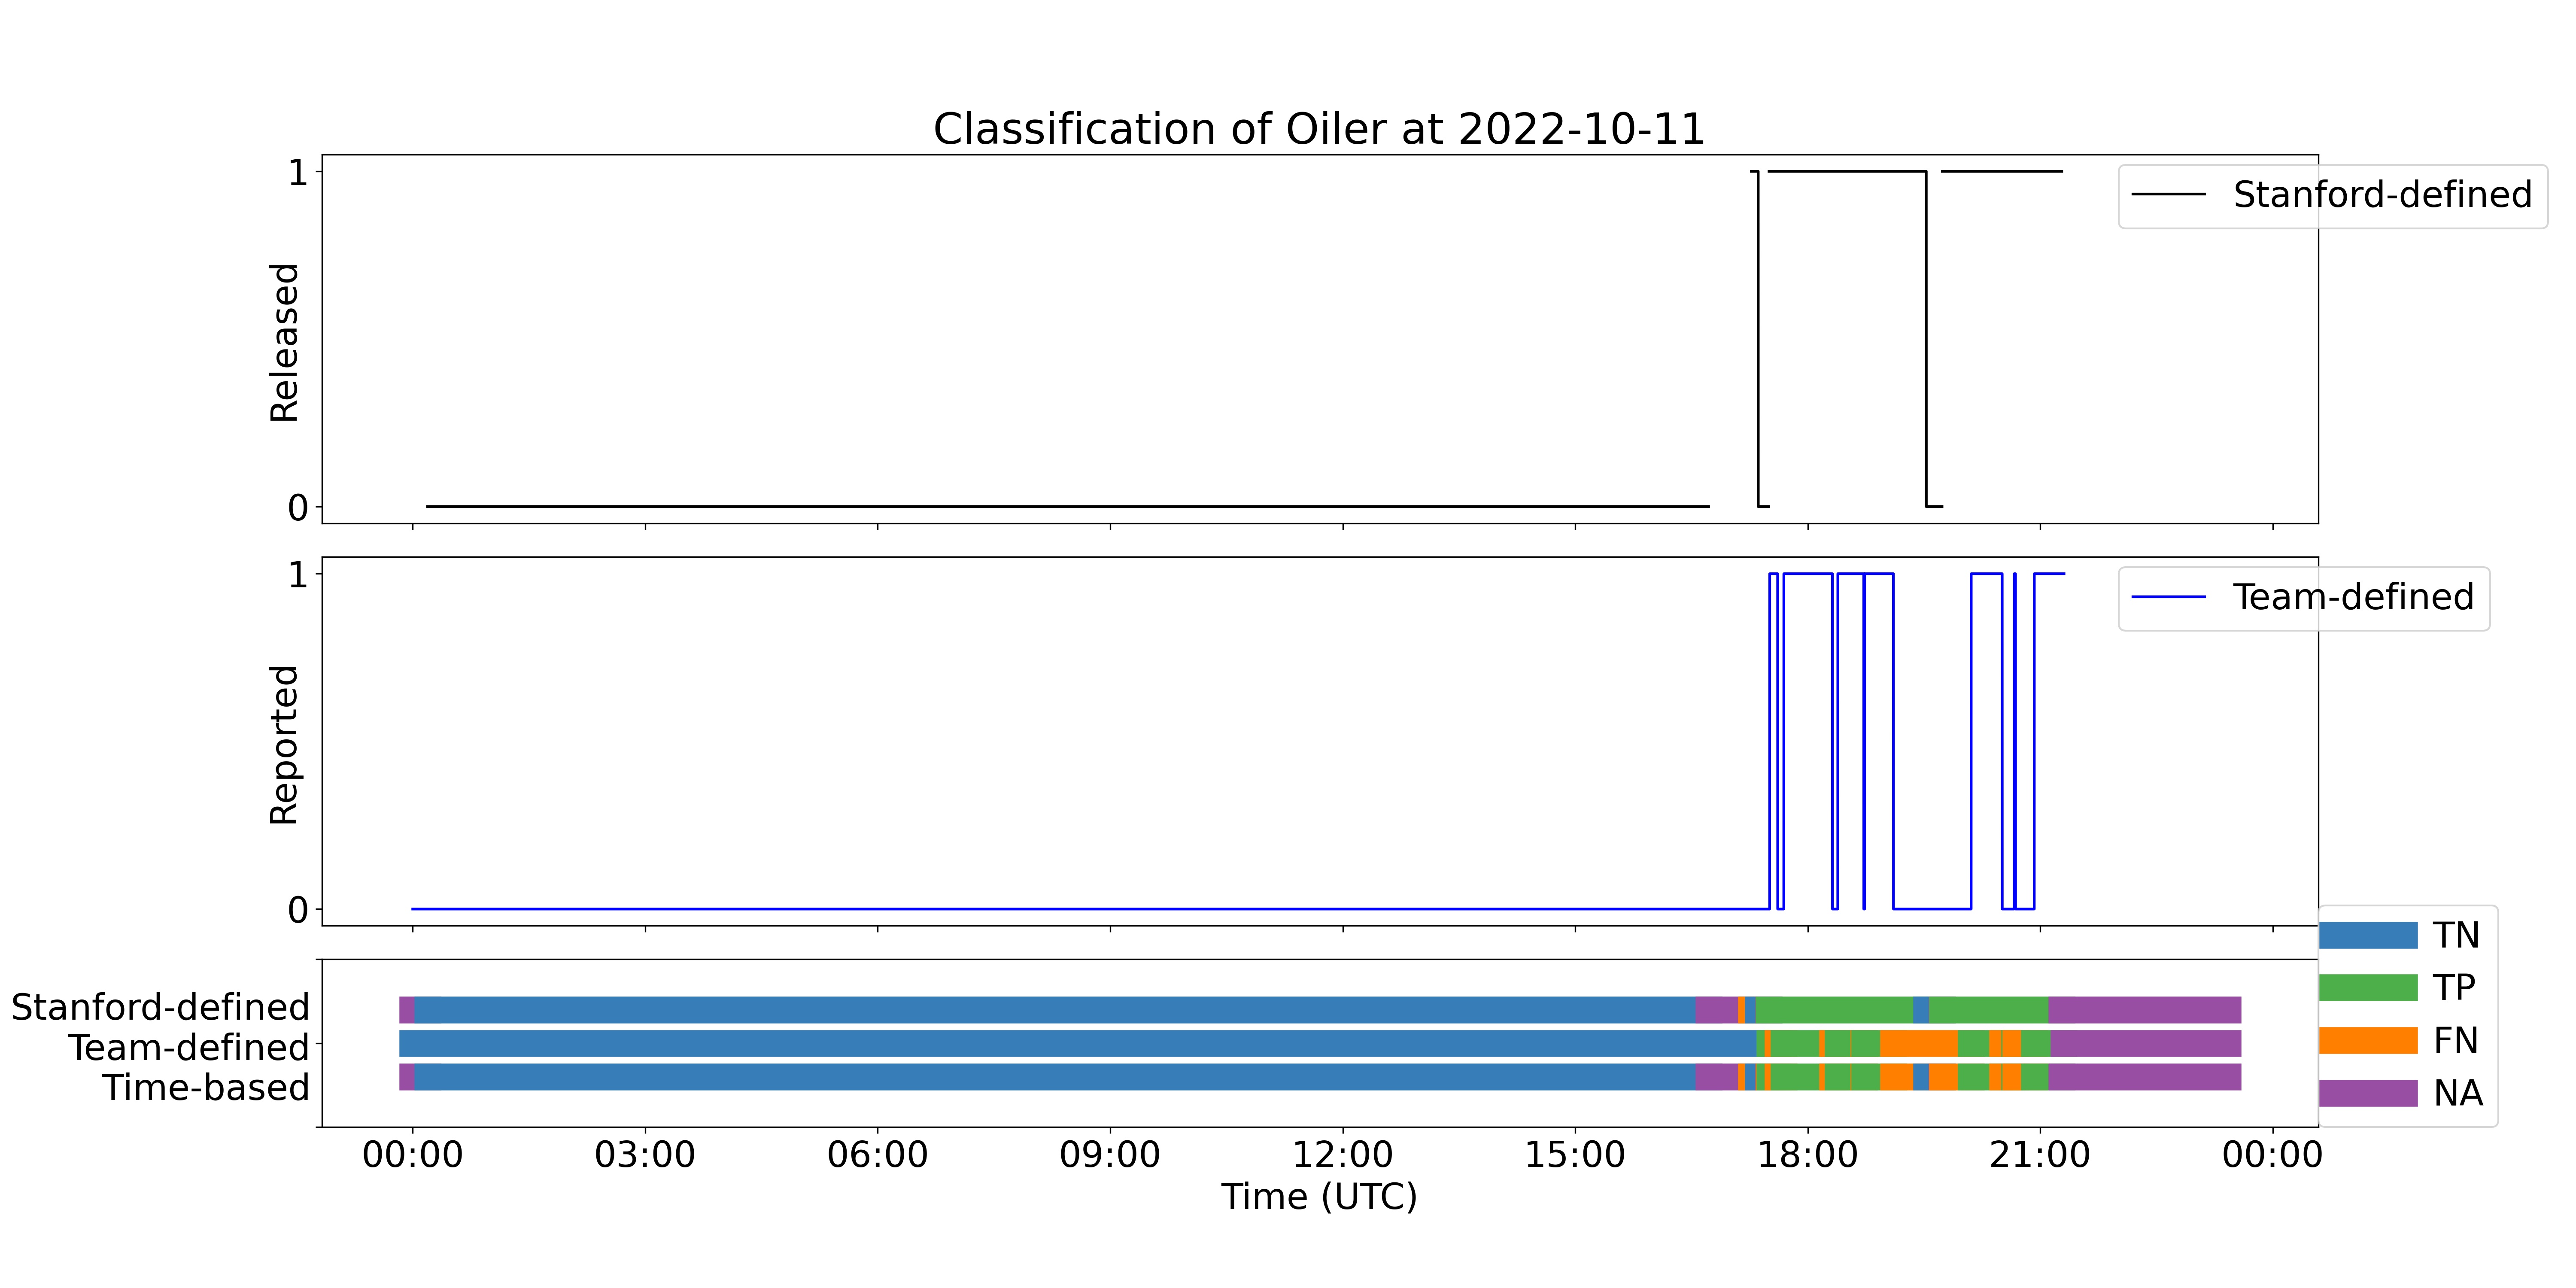 Classification of Oiler at 2022-10-11
1
0
Released
Stanford-defined
1
0
Reported
Team-defined
Stanford-defined
Team-defined
Time-based
TN
TP
FN
NA
00:00 03:00 06:00 09:00 12:00 15:00 18:00 21:00 00:00
Time (UTC)